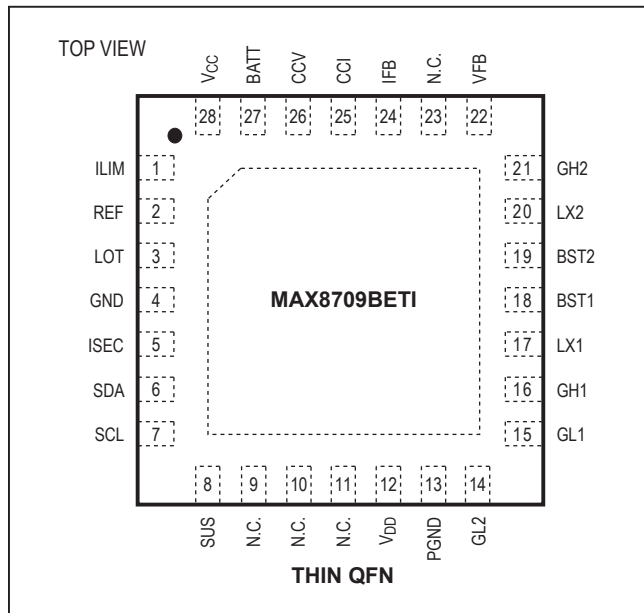 TOP VIEW
VCC BATT CCV CCI IFB N.C. VFB
28 27 26 25 24 23 22
ILIM 1 21 GH2
REF 2 20 LX2
LOT 3 19 BST2
GND 4 MAX8709BETI 18 BST1
ISEC 5 17 LX1
SDA 6 16 GH1
SCL 7 15 GL1
8 9 10 11 12 13 14
SUS N.C. N.C. N.C. VDD PGND GL2
THIN QFN